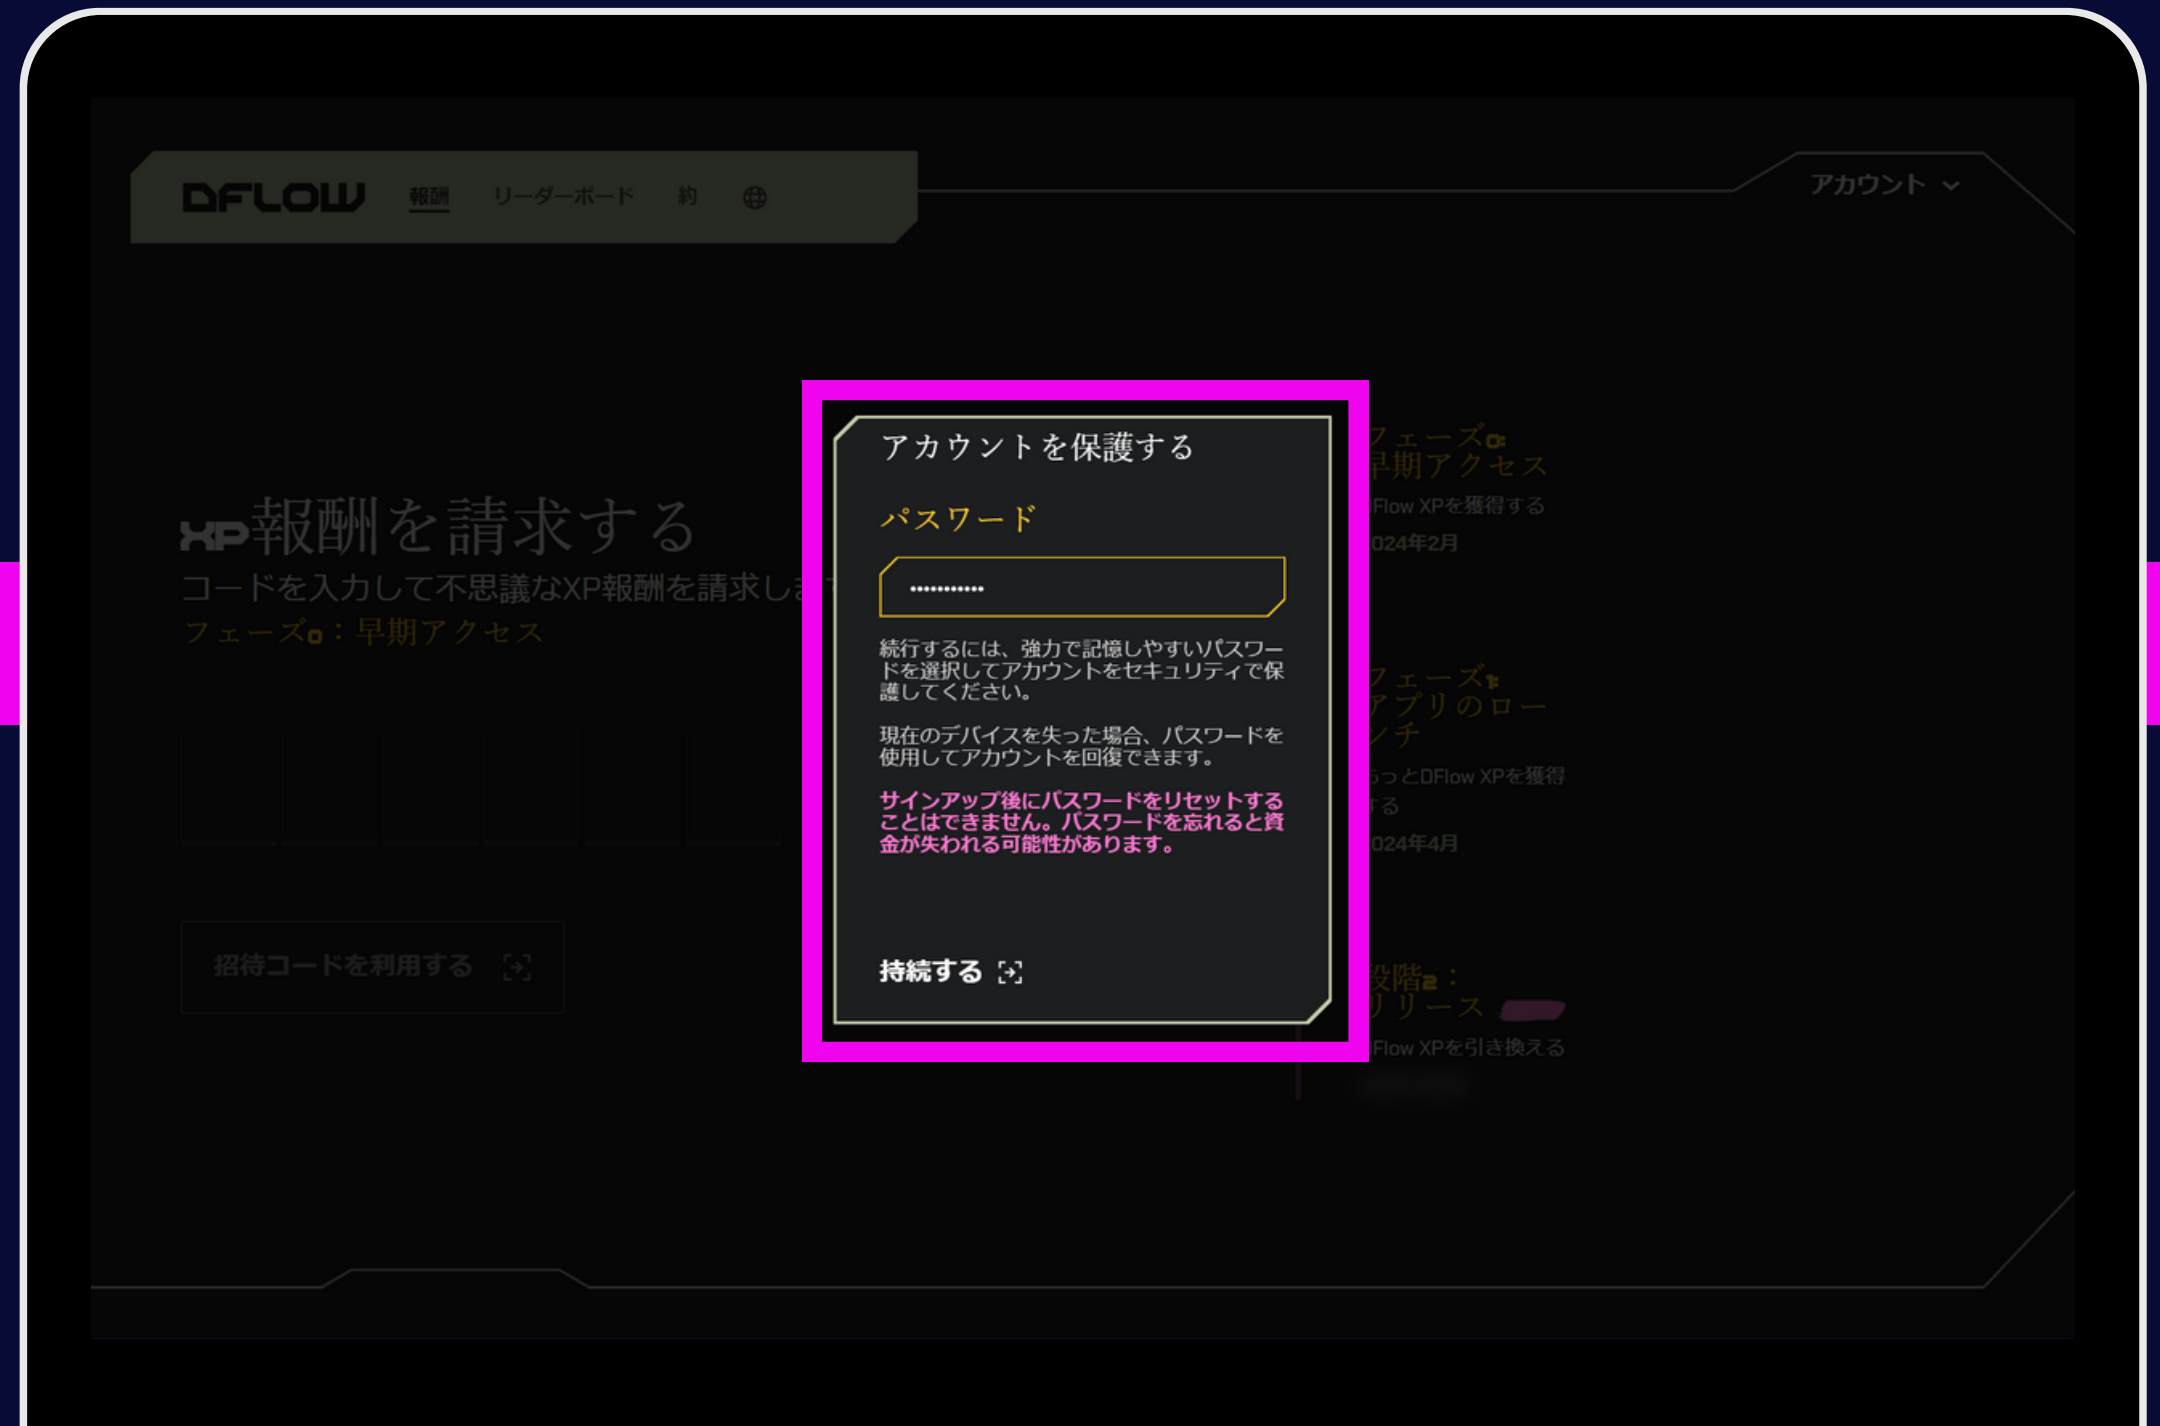 DFLOW 報酬 リーダーボード 約
アカウント
XP報酬を請求する
コードを入力して不思議なXP報酬を請求しま
フェーズ0：早期アクセス
招待コードを利用する
アカウントを保護する
パスワード
•••••••••••
続行するには、強力で記憶しやすいパスワー
ドを選択してアカウントをセキュリティで保
護してください。
現在のデバイスを失った場合、パスワードを
使用してアカウントを回復できます。
サインアップ後にパスワードをリセットする
ことはできません。パスワードを忘れると資
金が失われる可能性があります。
持続する
フェーズ0:
早期アクセス
Flow XPを獲得する
024年2月
フェーズ1:
アプリのロー
ンチ
もっとDFlow XPを獲得
する
024年4月
段階2：
リリース
Flow XPを引き換える